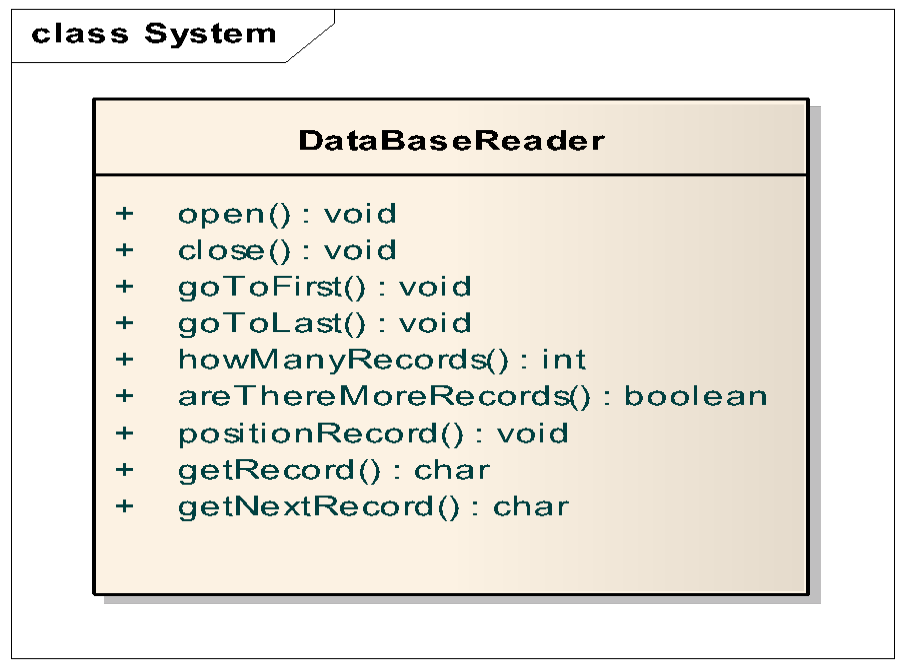 class System
DataBaseReader
+ open() : void
+ close() : void
+ goToFirst() : void
+ goToLast() : void
+ howManyRecords() : int
+ areThereMoreRecords() : boolean
+ positionRecord() : void
+ getRecord() : char
+ getNextRecord() : char